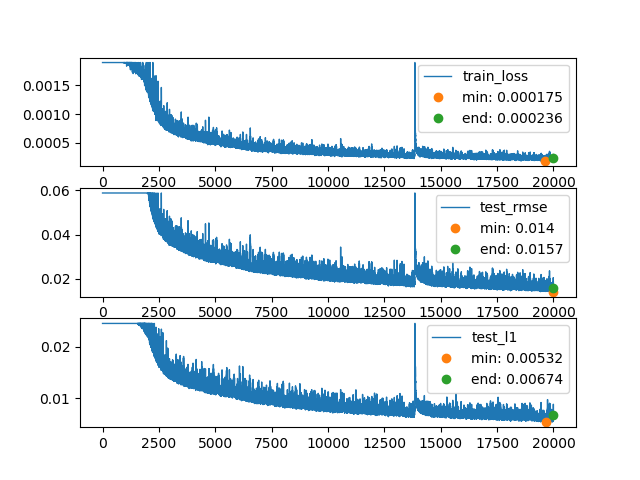 train_loss
min: 0.000175
end: 0.000236
0.0015
0.0010
0.0005
0 2500 5000 7500 10000 12500 15000 17500 20000
test_rmse
min: 0.014
end: 0.0157
0.06
0.04
0.02
0 2500 5000 7500 10000 12500 15000 17500 20000
test_l1
min: 0.00532
end: 0.00674
0.02
0.01
0 2500 5000 7500 10000 12500 15000 17500 20000